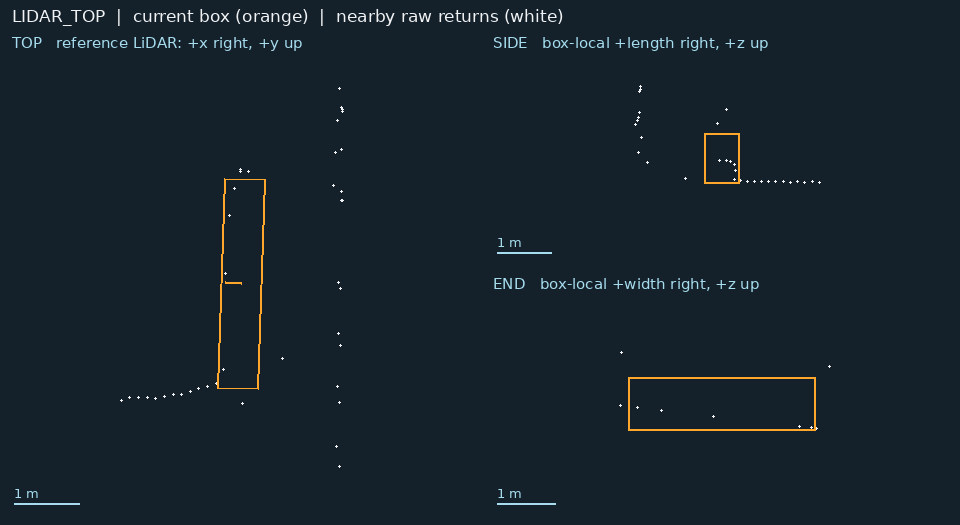 LIDAR_TOP | current box (orange) | nearby raw returns (white)
TOP reference LiDAR: +x right, +y up
SIDE box-local +length right, +z up
1 m
END box-local +width right, +z up
1 m
1 m